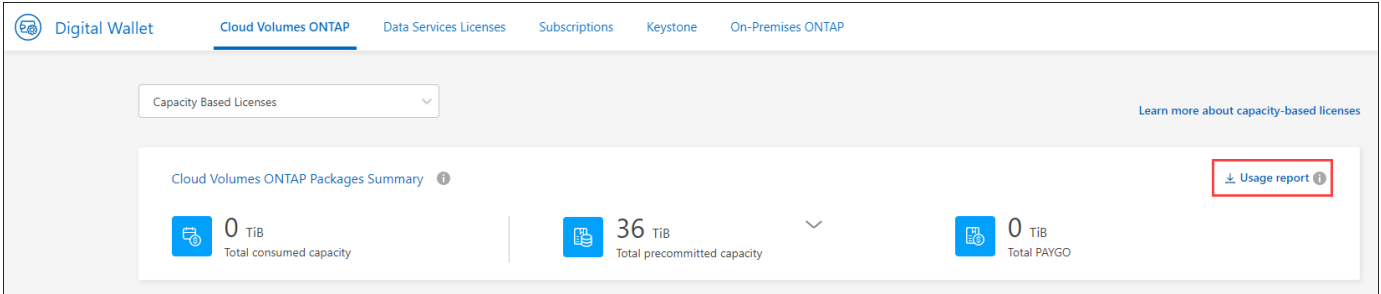 Digital Wallet
Cloud Volumes ONTAP
Data Services Licenses
Subscriptions
Keystone
On-Premises ONTAP
Capacity Based Licenses
Learn more about capacity-based licenses
Cloud Volumes ONTAP Packages Summary
Usage report
0 TiB
Total consumed capacity
36 TiB
Total precommitted capacity
0 TiB
Total PAYGO